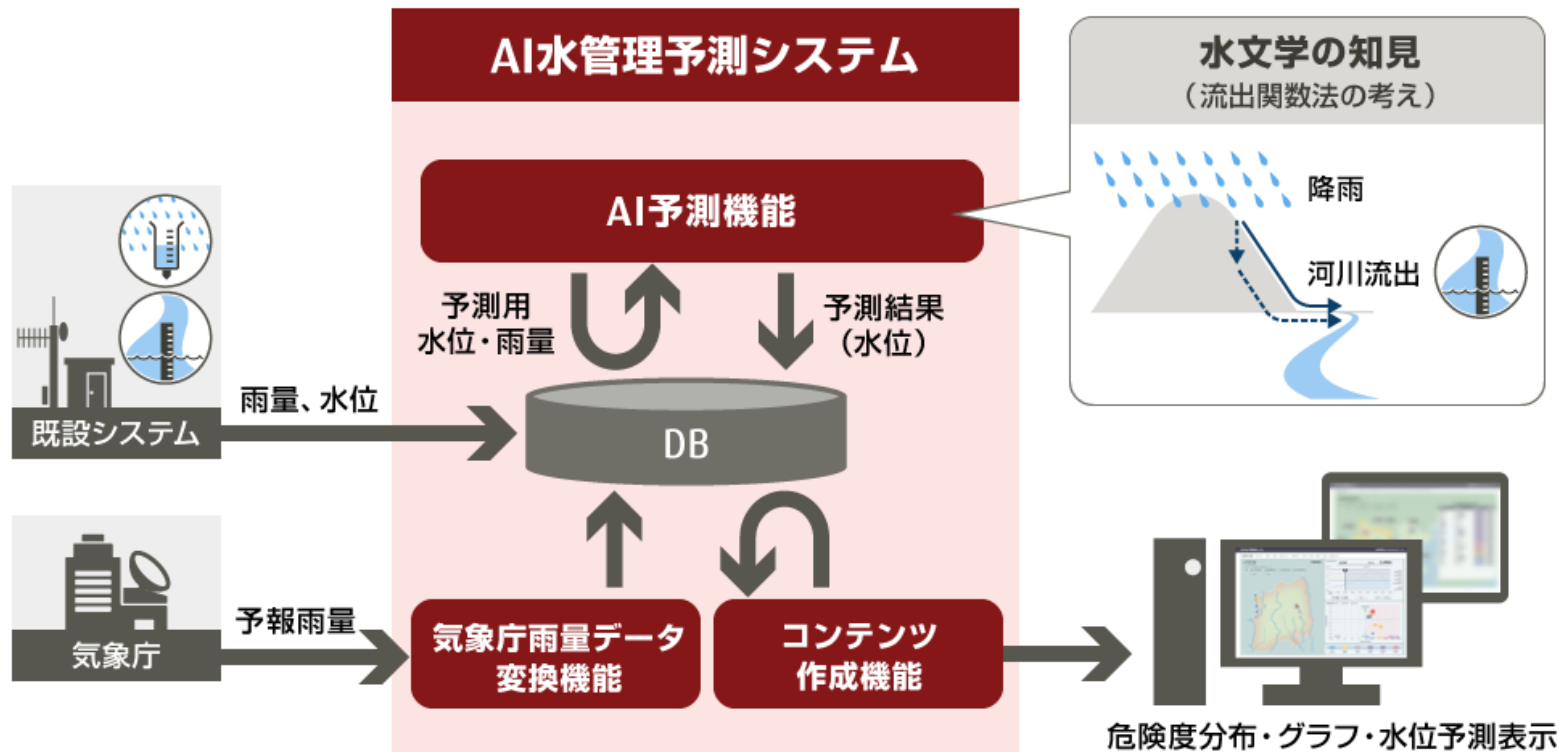 AI水管理予測システム
水文学の知見
（流出関数法の考え）
AI予測機能
降雨
河川流出
予測用
水位・雨量
予測結果
（水位）
雨量、水位
既設システム
DB
予報雨量
気象庁
気象庁雨量データ
変換機能
コンテンツ
作成機能
危険度分布・グラフ・水位予測表示